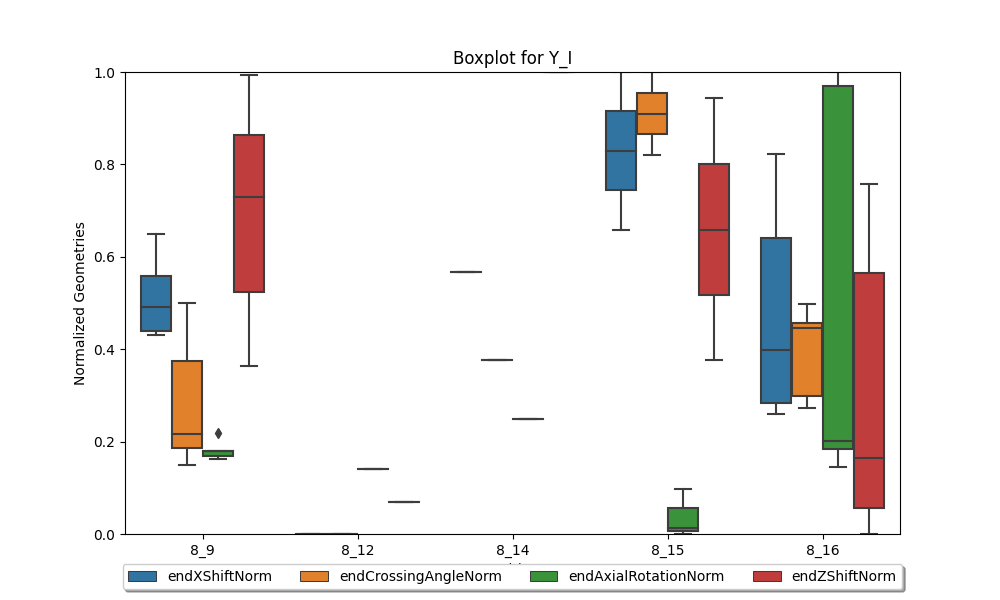 Boxplot for Y_I
Normalized Geometries
1.0
0.8
0.6
0.4
0.2
0.0
8_9 8_12 8_14 8_15 8_16
endXShiftNorm endCrossingAngleNorm endAxialRotationNorm endZShiftNorm